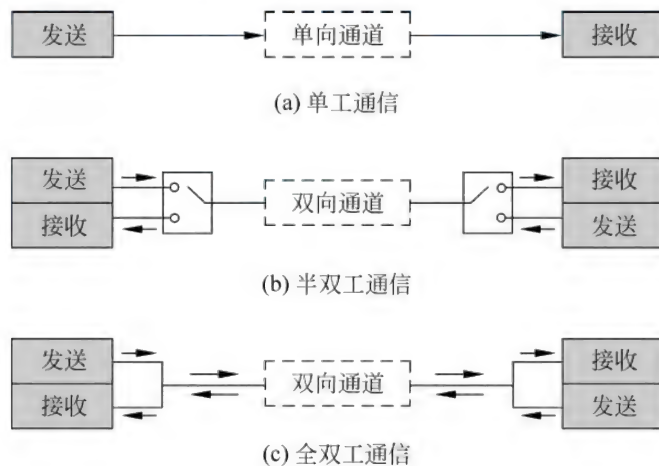 发送 单向通道 接收
(a) 单工通信
发送 接收
双向通道
接收 发送
(b) 半双工通信
发送 接收
双向通道
接收 发送
(c) 全双工通信